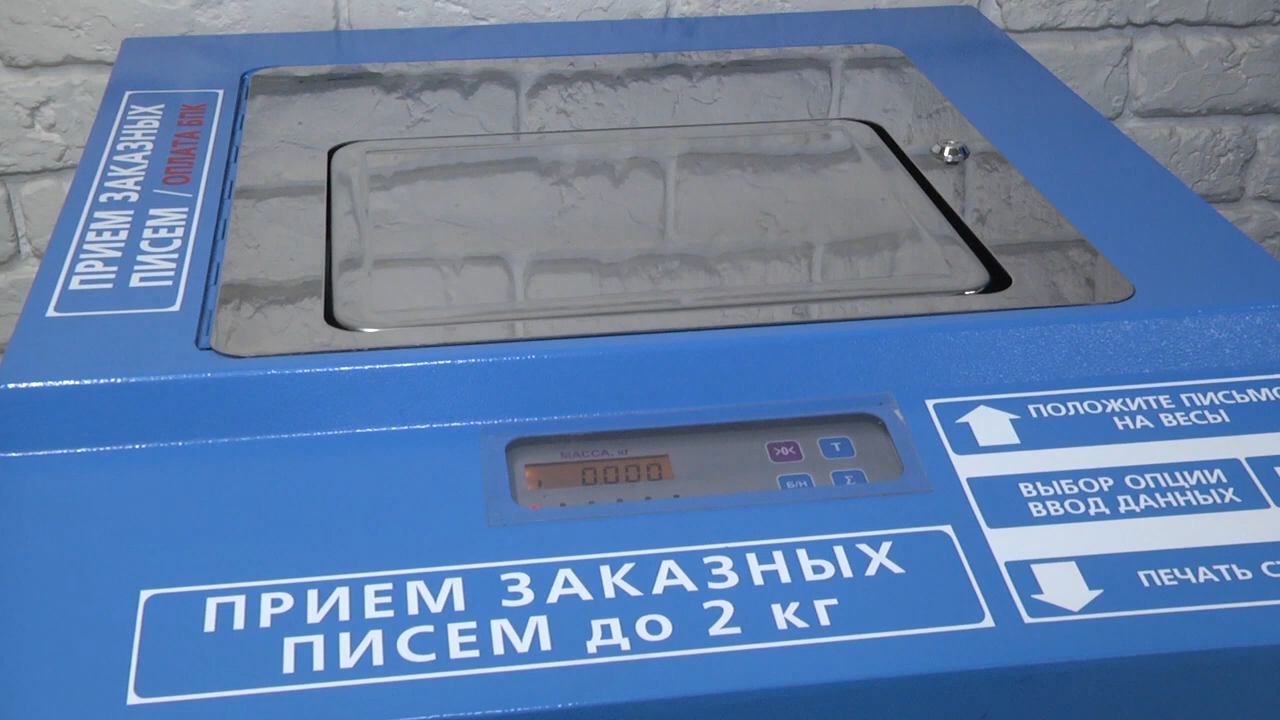 ПРИЕМ ЗАКАЗНЫХ
ПИСЕМ / ОПЛАТА БПК
МАССА, кг
0.000
>0<
Т
Б/Н
Σ
ПОЛОЖИТЕ ПИСЬМО
НА ВЕСЫ
ВЫБОР ОПЦИИ
ВВОД ДАННЫХ
ПЕЧАТЬ
ПРИЕМ ЗАКАЗНЫХ
ПИСЕМ до 2 кг